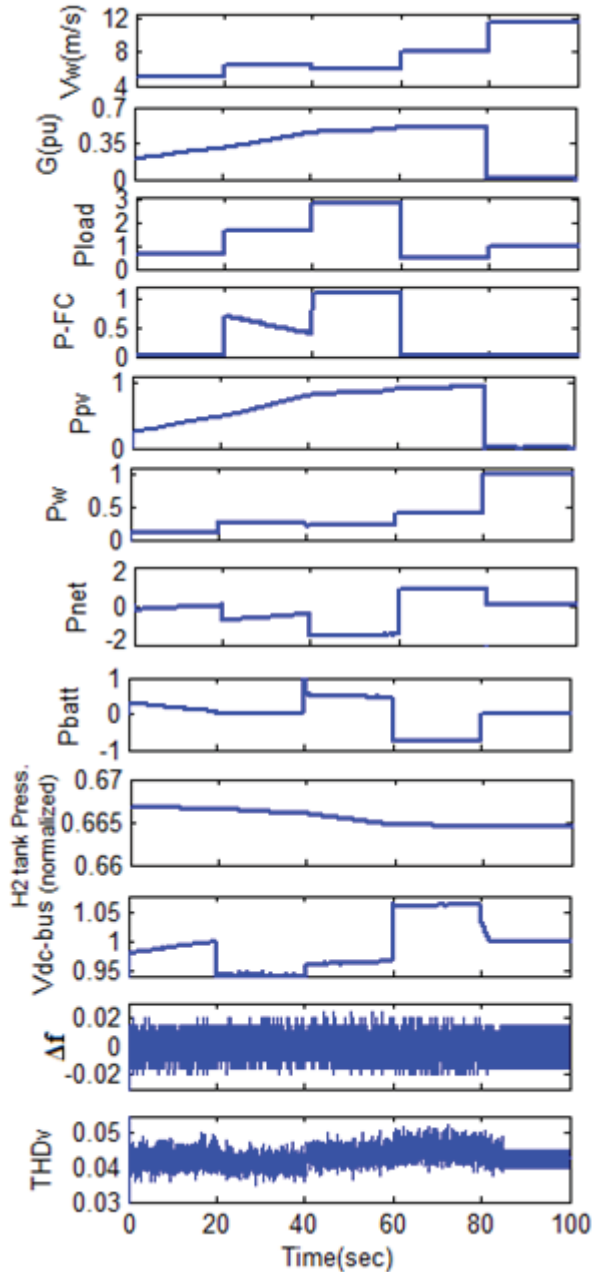 Vw(m/s)
12
8
4
G(pu)
0.7
0.35
0
Pload
3
2
1
0
P-FC
1
0.5
0
Ppv
1
0
Pw
1
0.5
0
Pnet
2
0
-2
Pbatt
1
0
-1
H2 tank Press.
(normalized)
0.67
0.665
0.66
Vdc-bus
1.05
1
0.95
Δf
0.02
0
-0.02
THDv
0.05
0.04
0.03
0 20 40 60 80 100
Time(sec)